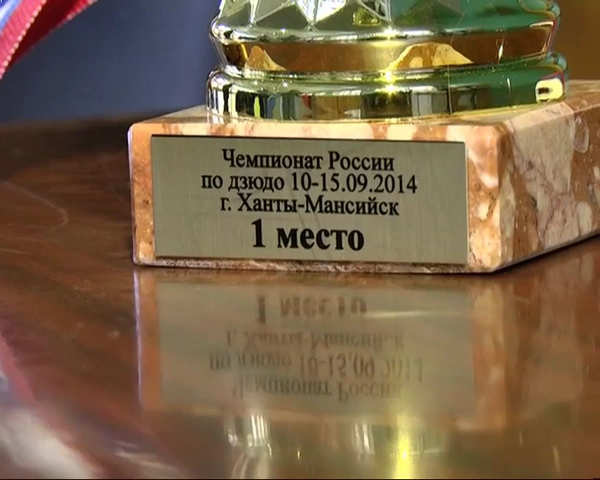 Чемпионат России
по дзюдо 10-15.09.2014
г. Ханты-Мансийск
1 место